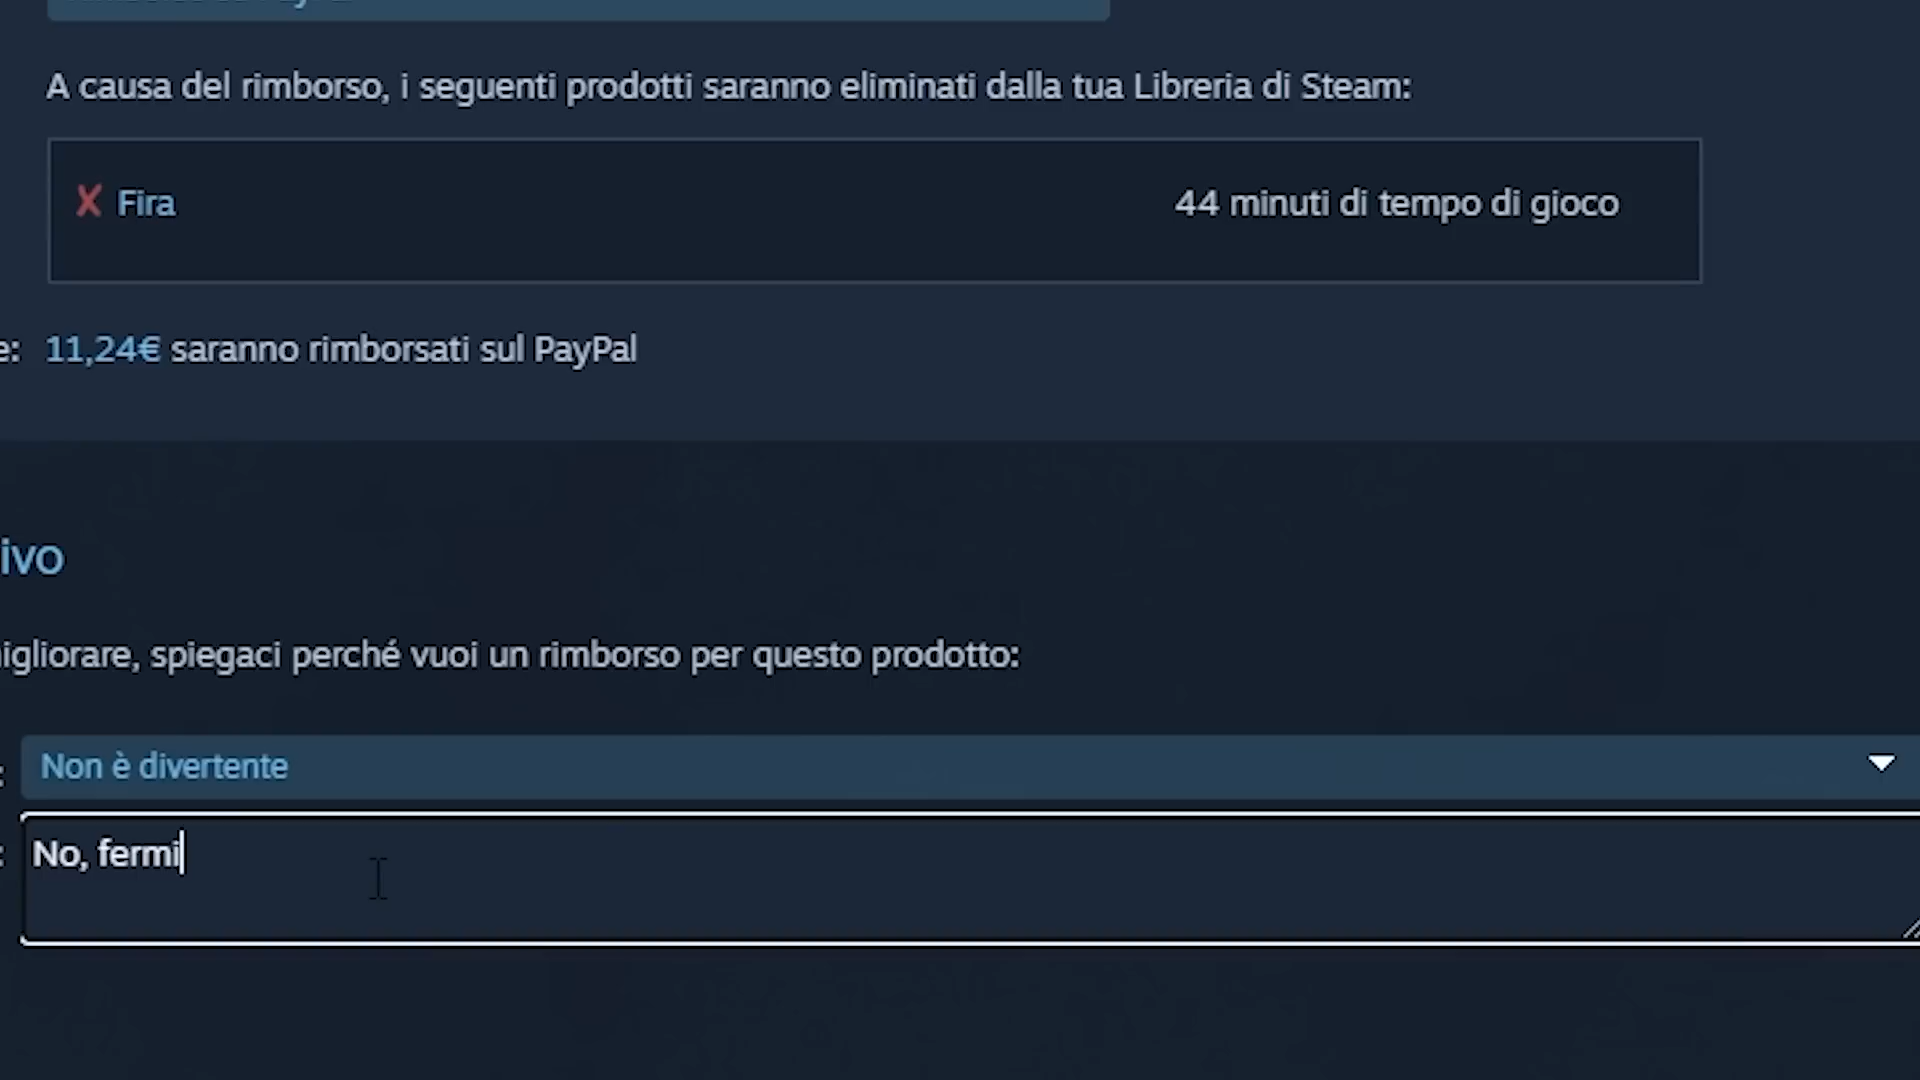 A causa del rimborso, i seguenti prodotti saranno eliminati dalla tua Libreria di Steam:
X Fira 44 minuti di tempo di gioco
e: 11,24€ saranno rimborsati sul PayPal
ivo
igliorare, spiegaci perché vuoi un rimborso per questo prodotto:
: Non è divertente
: No, fermi